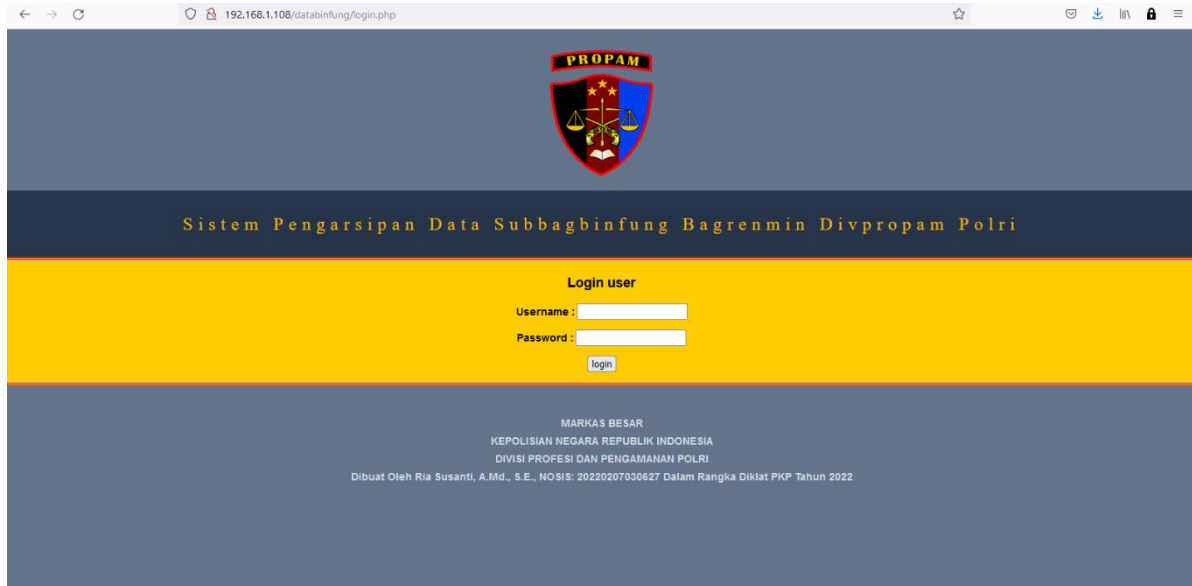 192.168.1.108/databinfung/login.php
PROPAM
Sistem Pengarsipan Data Subbagbinfung Bagrenmin Divpropam Polri
Login user
Username :
Password :
login
MARKAS BESAR
KEPOLISIAN NEGARA REPUBLIK INDONESIA
DIVISI PROFESI DAN PENGAMANAN POLRI
Dibuat Oleh Ria Susanti, A.Md., S.E., NOSIS: 20220207030627 Dalam Rangka Diklat PKP Tahun 2022